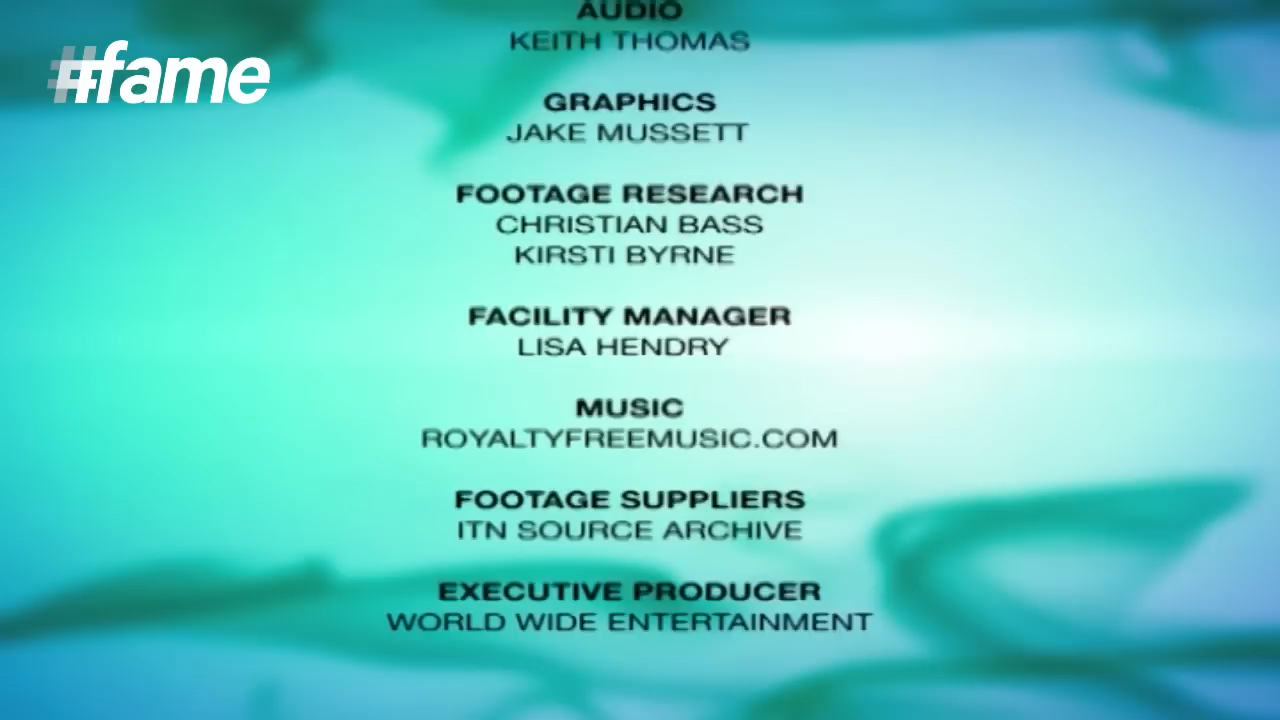 #fame
AUDIO
KEITH THOMAS
GRAPHICS
JAKE MUSSETT
FOOTAGE RESEARCH
CHRISTIAN BASS
KIRSTI BYRNE
FACILITY MANAGER
LISA HENDRY
MUSIC
ROYALTYFREEMUSIC.COM
FOOTAGE SUPPLIERS
ITN SOURCE ARCHIVE
EXECUTIVE PRODUCER
WORLD WIDE ENTERTAINMENT